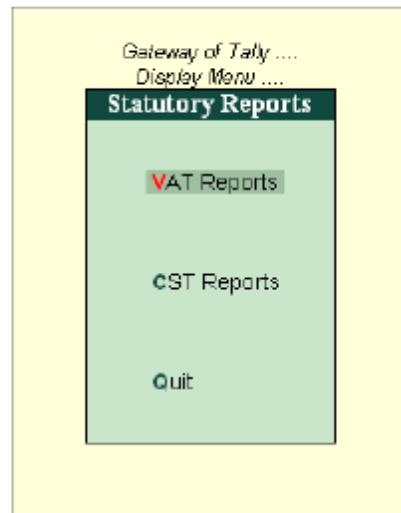 Gateway of Tally ....
Display Menu ....
Statutory Reports
VAT Reports
CST Reports
Quit